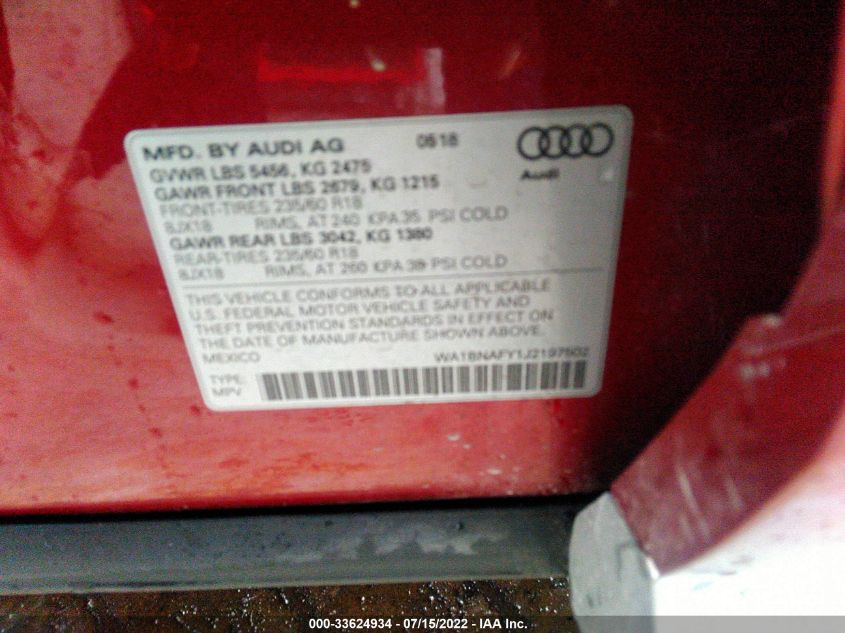 MFD. BY AUDI AG 0518
Audi
GVWR LBS 5456, KG 2475
GAWR FRONT LBS 2679, KG 1215
FRONT-TIRES 235/60 R18
8JX18 RIMS, AT 240 KPA 35 PSI COLD
GAWR REAR LBS 3042, KG 1380
REAR-TIRES 235/60 R18
8JX18 RIMS, AT 260 KPA 38 PSI COLD
THIS VEHICLE CONFORMS TO ALL APPLICABLE
U.S. FEDERAL MOTOR VEHICLE SAFETY AND
THEFT PREVENTION STANDARDS IN EFFECT ON
THE DATE OF MANUFACTURE SHOWN ABOVE.
MEXICO WA1BNAFY1J2197502
TYPE:
MPV
000-33624934 - 07/15/2022 - IAA Inc.